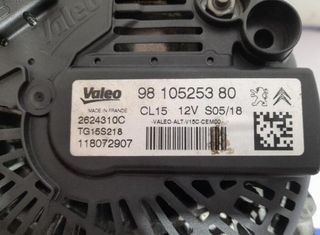 Valeo
98 105253 80
MADE IN FRANCE
CL15 12V S05/18
2624310C
-VALEO-ALT-V15C-CEM00-
TG15S218
118072907